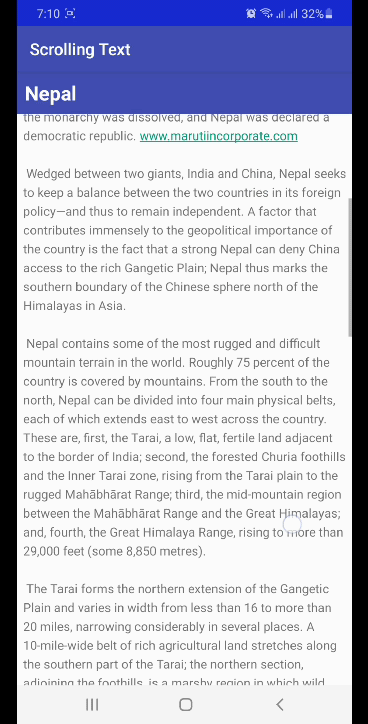 7:10 32%
Scrolling Text
Nepal
the monarchy was dissolved, and Nepal was declared a
democratic republic. www.marutiincorporate.com
Wedged between two giants, India and China, Nepal seeks
to keep a balance between the two countries in its foreign
policy—and thus to remain independent. A factor that
contributes immensely to the geopolitical importance of
the country is the fact that a strong Nepal can deny China
access to the rich Gangetic Plain; Nepal thus marks the
southern boundary of the Chinese sphere north of the
Himalayas in Asia.
Nepal contains some of the most rugged and difficult
mountain terrain in the world. Roughly 75 percent of the
country is covered by mountains. From the south to the
north, Nepal can be divided into four main physical belts,
each of which extends east to west across the country.
These are, first, the Tarai, a low, flat, fertile land adjacent
to the border of India; second, the forested Churia foothills
and the Inner Tarai zone, rising from the Tarai plain to the
rugged Mahābhārat Range; third, the mid-mountain region
between the Mahābhārat Range and the Great Himalayas;
and, fourth, the Great Himalaya Range, rising to more than
29,000 feet (some 8,850 metres).
The Tarai forms the northern extension of the Gangetic
Plain and varies in width from less than 16 to more than
20 miles, narrowing considerably in several places. A
10-mile-wide belt of rich agricultural land stretches along
the southern part of the Tarai; the northern section,
adjoining the foothills, is a marshy region in which wild